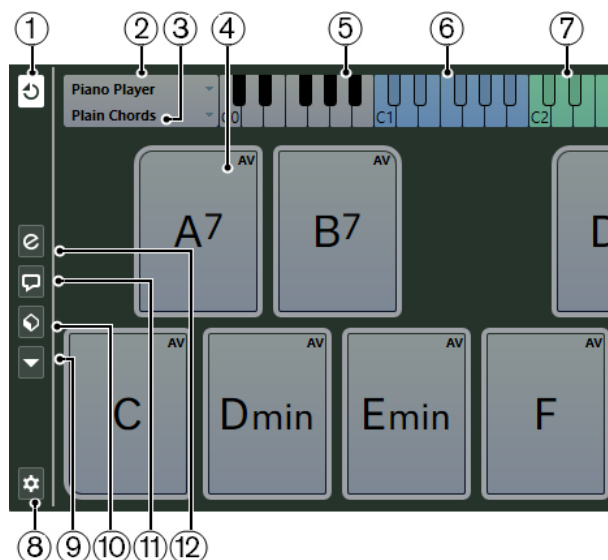 ① ② ③ ④ ⑤ ⑥ ⑦
Piano Player
Plain Chords
C0 C1 C2
AV AV
A7 B7 D
AV AV AV AV
C Dmin Emin F
⑧ ⑨ ⑩ ⑪ ⑫